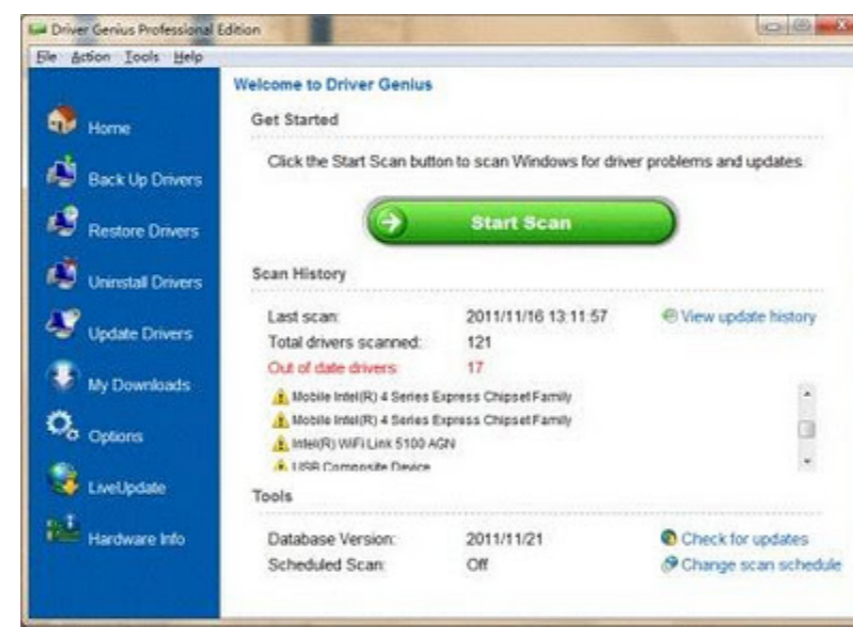 Driver Genius Professional Edition
File Action Tools Help
Home
Back Up Drivers
Restore Drivers
Uninstall Drivers
Update Drivers
My Downloads
Options
LiveUpdate
Hardware Info
Welcome to Driver Genius
Get Started
Click the Start Scan button to scan Windows for driver problems and updates.
Start Scan
Scan History
Last scan: 2011/11/16 13:11:57 View update history
Total drivers scanned: 121
Out of date drivers: 17
Mobile Intel(R) 4 Series Express Chipset Family
Mobile Intel(R) 4 Series Express Chipset Family
Intel(R) WiFi Link 5100 AGN
USB Composite Device
Tools
Database Version: 2011/11/21 Check for updates
Scheduled Scan: Off Change scan schedule